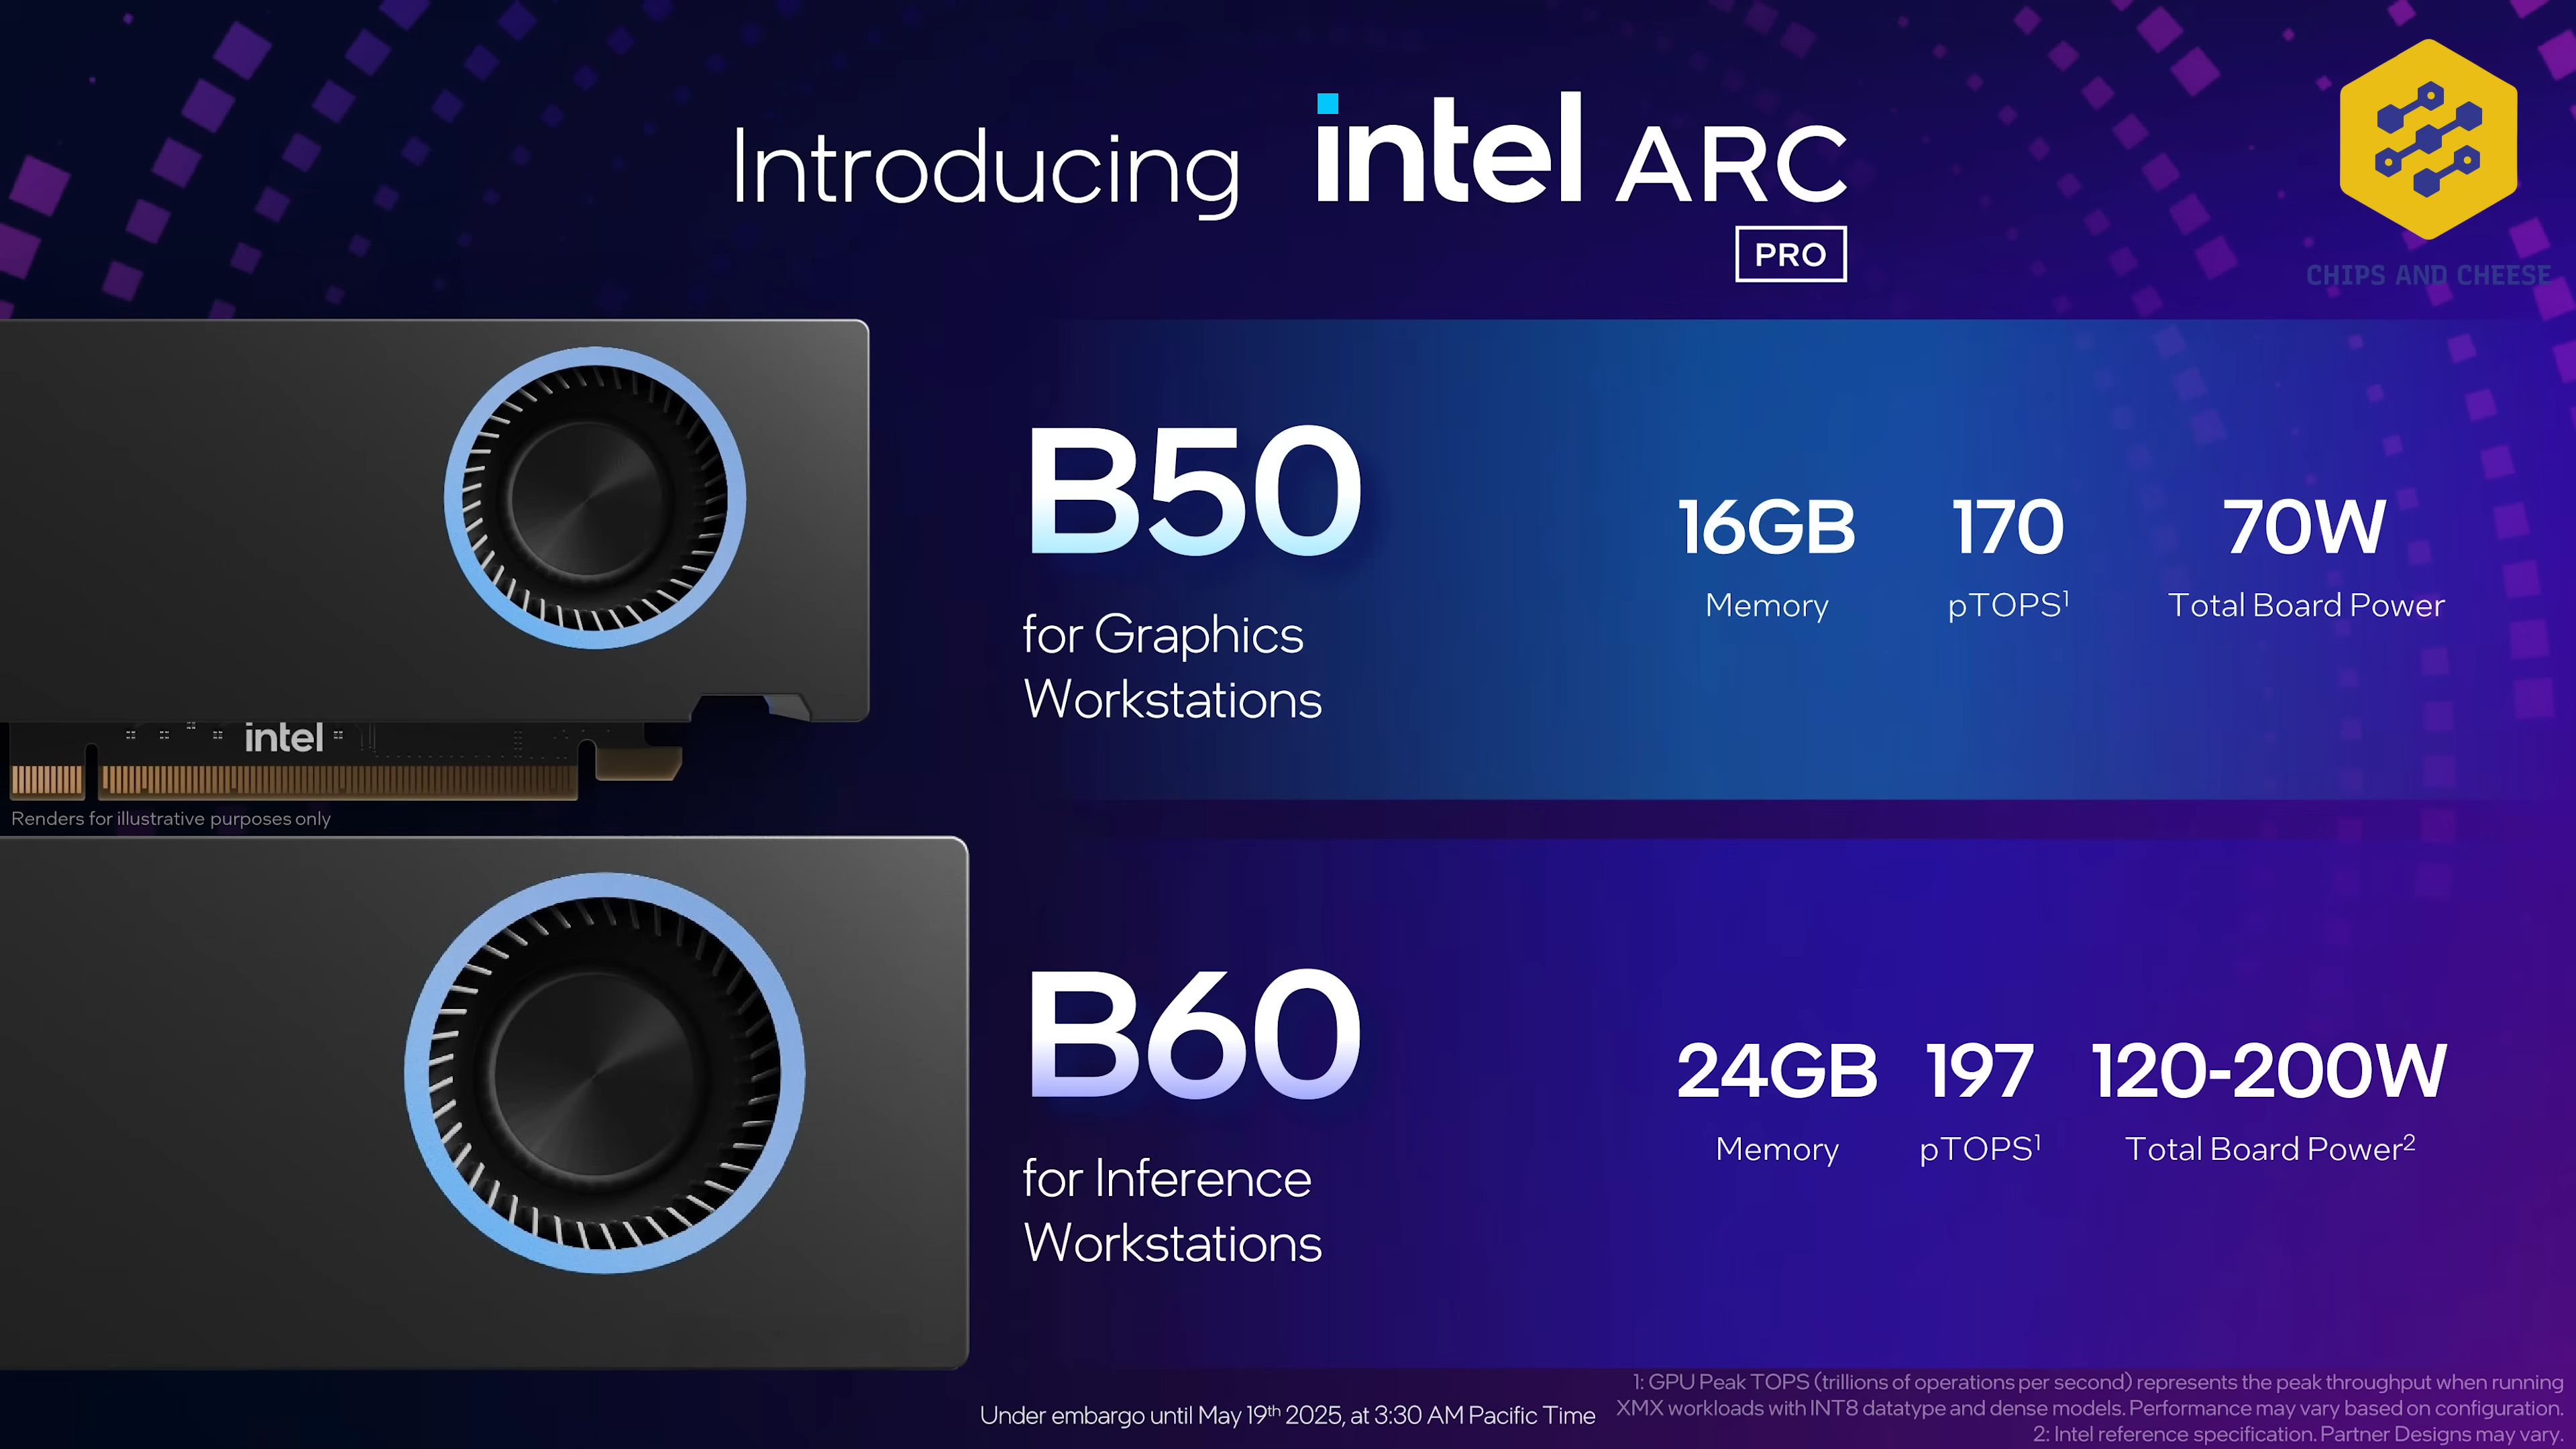 Introducing intel ARC
PRO
CHIPS AND CHEESE
B50
for Graphics
Workstations
16GB
Memory
170
pTOPS¹
70W
Total Board Power
intel
Renders for illustrative purposes only
B60
for Inference
Workstations
24GB
Memory
197
pTOPS¹
120-200W
Total Board Power²
Under embargo until May 19th 2025, at 3:30 AM Pacific Time
1: GPU Peak TOPS (trillions of operations per second) represents the peak throughput when running
XMX workloads with INT8 datatype and dense models. Performance may vary based on configuration.
2: Intel reference specification. Partner Designs may vary.